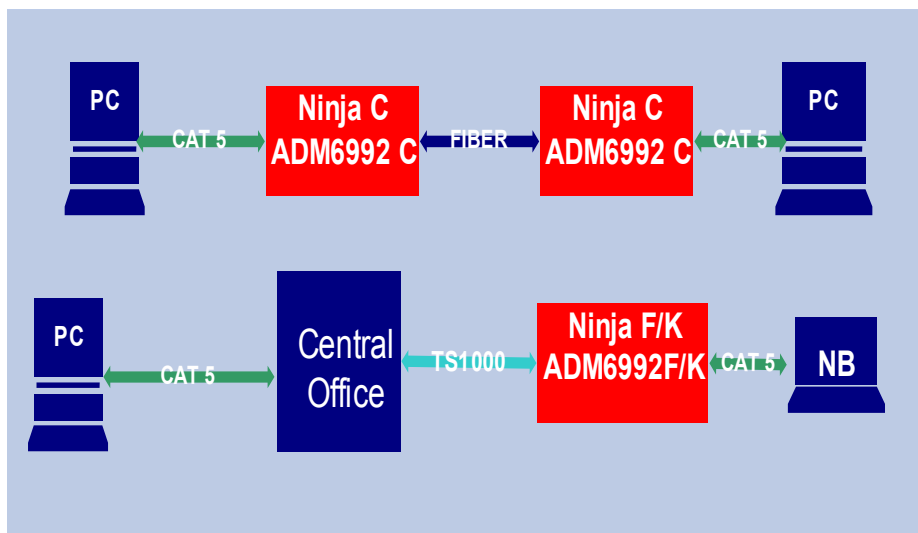 PC
CAT 5
Ninja C
ADM6992 C
FIBER
Ninja C
ADM6992 C
CAT 5
PC
PC
CAT 5
Central
Office
TS1000
Ninja F/K
ADM6992F/K
CAT 5
NB